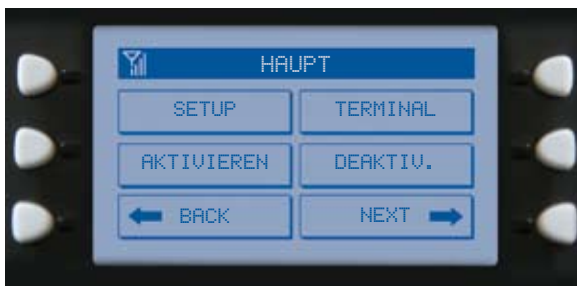 HAUPT
SETUP
TERMINAL
AKTIVIEREN
DEAKTIV.
BACK
NEXT